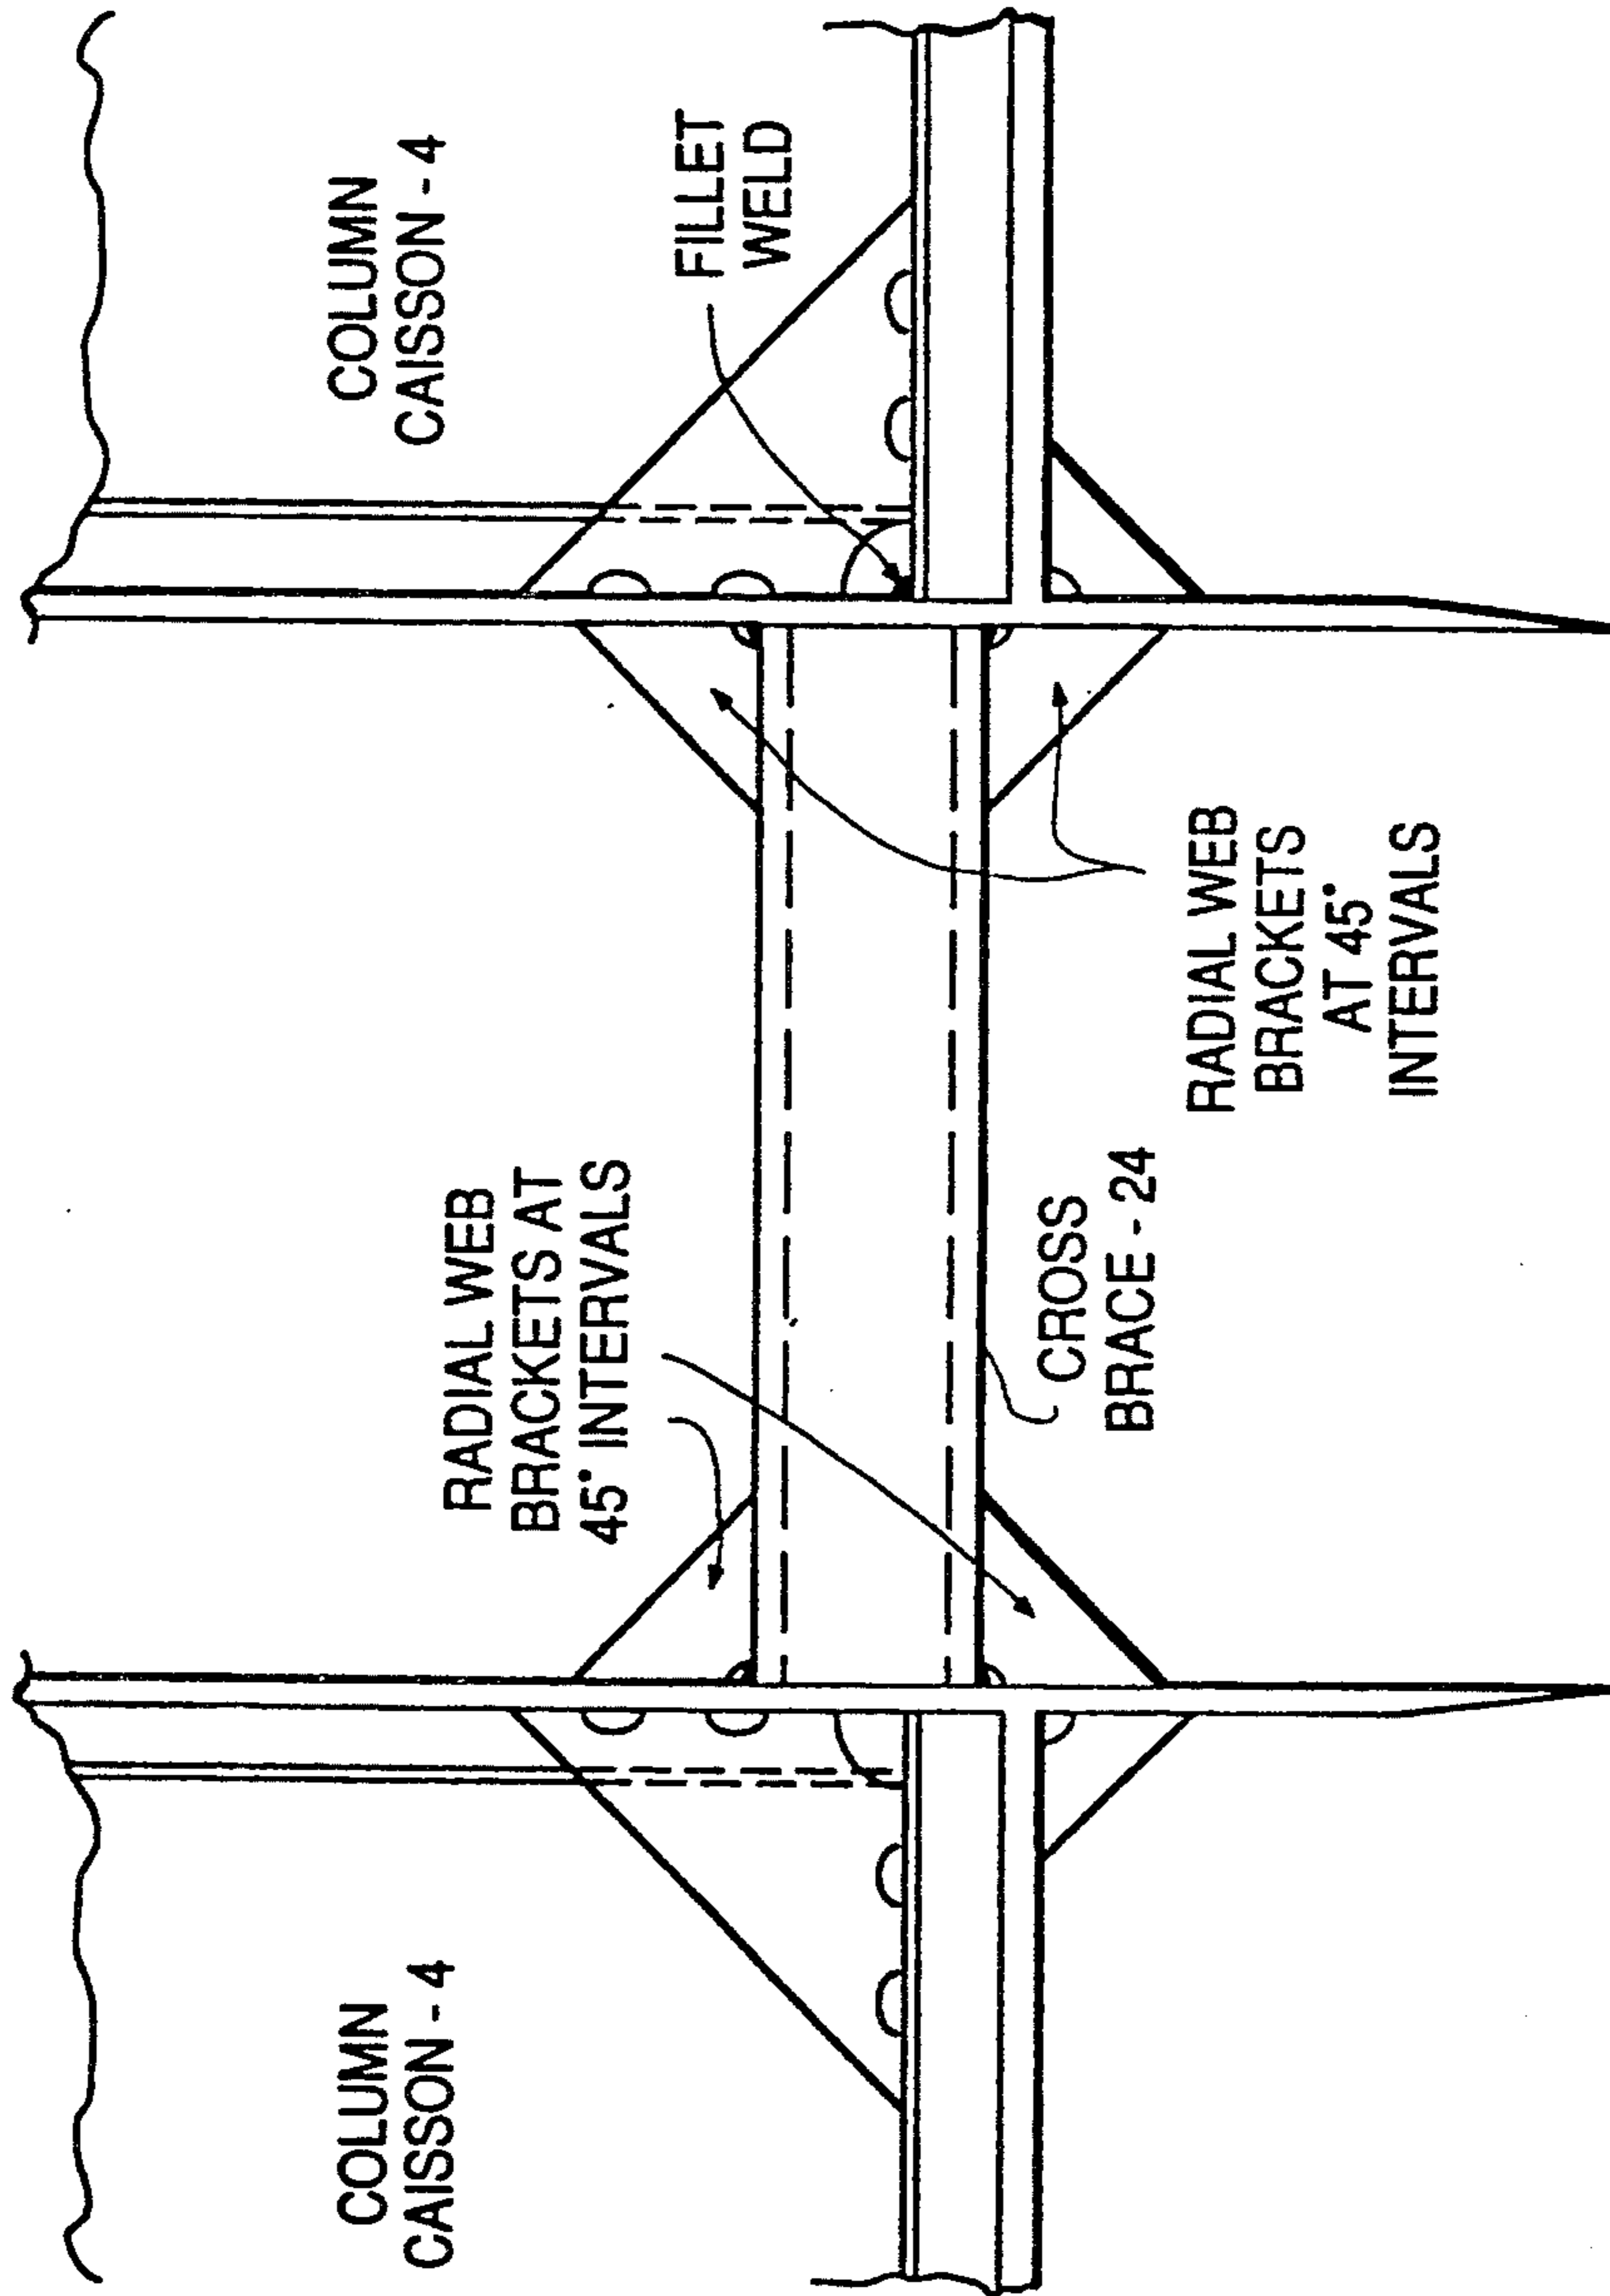 COLUMN
CAISSON - 4
RADIAL WEB
BRACKETS AT
45° INTERVALS
CROSS
BRACE - 24
RADIAL WEB
BRACKETS
AT 45°
INTERVALS
COLUMN
CAISSON - 4
FILLET
WELD